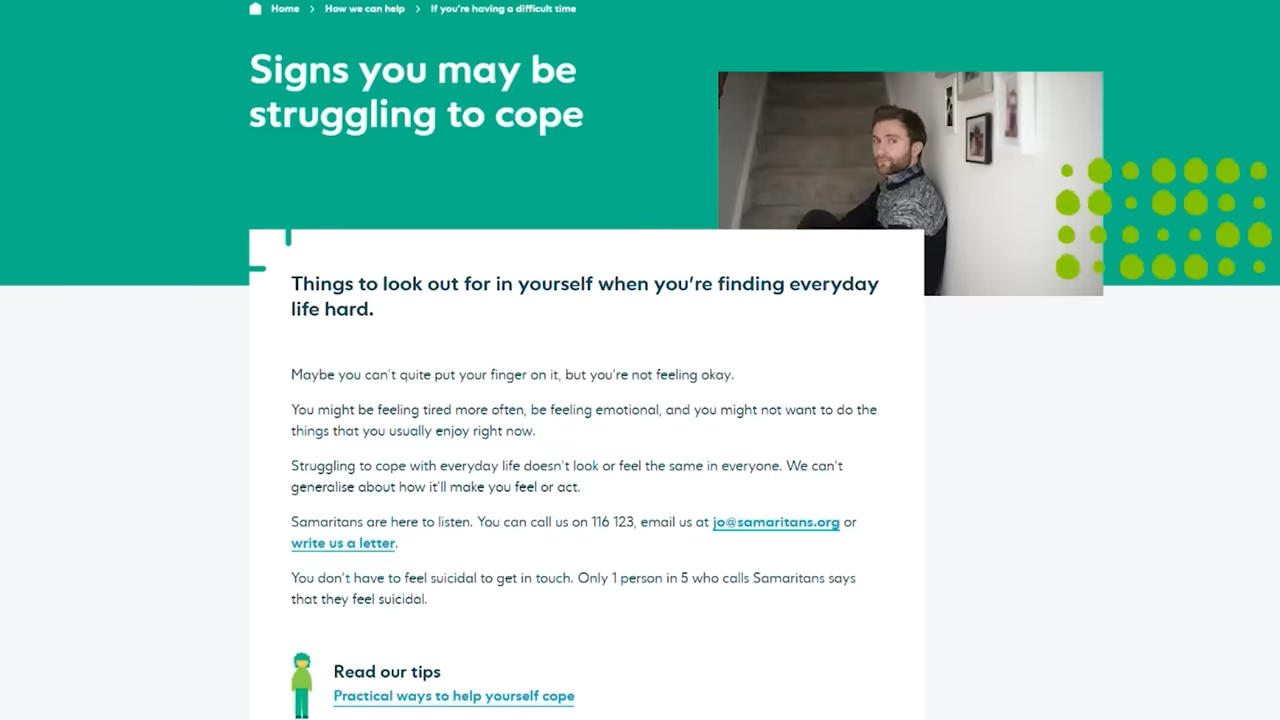 Home > How we can help > If you're having a difficult time
Signs you may be
struggling to cope
Things to look out for in yourself when you're finding everyday
life hard.
Maybe you can't quite put your finger on it, but you're not feeling okay.
You might be feeling tired more often, be feeling emotional, and you might not want to do the
things that you usually enjoy right now.
Struggling to cope with everyday life doesn't look or feel the same in everyone. We can't
generalise about how it'll make you feel or act.
Samaritans are here to listen. You can call us on 116 123, email us at jo@samaritans.org or
write us a letter.
You don't have to feel suicidal to get in touch. Only 1 person in 5 who calls Samaritans says
that they feel suicidal.
Read our tips
Practical ways to help yourself cope